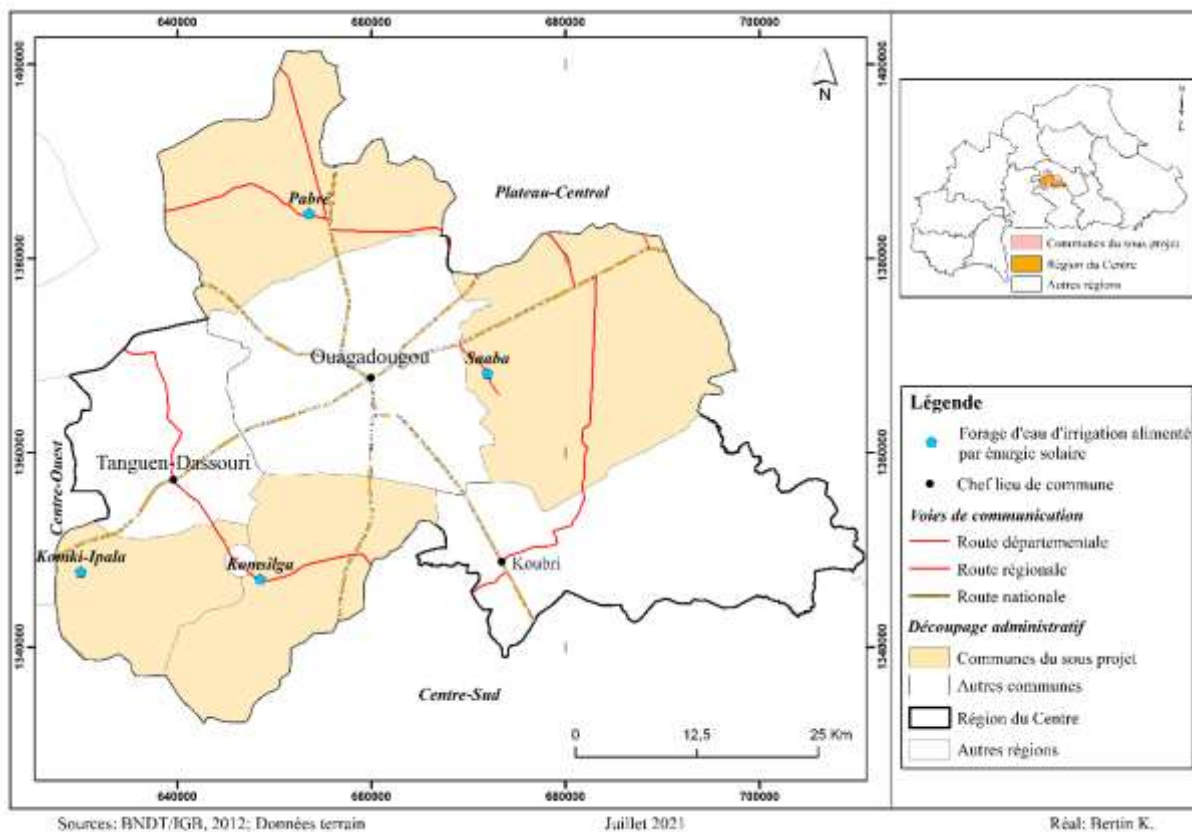 640000 660000 680000 700000
1400000
1400000
N
Plateau-Central
Pabré
1380000
1380000
Ouagadougou
Saaba
1360000
1360000
Tanguen-Dassouri
Centre-Ouest
Komki-Ipala
Komsilga
Koubri
1340000
1340000
Centre-Sud
0 12,5 25 Km
640000 660000 680000 700000
N
Communes du sous projet
Région du Centre
Autres régions
Légende
Forage d'eau d'irrigation alimenté
par énergie solaire
Chef lieu de commune
Voies de communication
Route départementale
Route régionale
Route nationale
Découpage administratif
Communes du sous projet
Autres communes
Région du Centre
Autres régions
Sources: BNDT/IGB, 2012; Données terrain Juillet 2021 Réal: Bertin K.